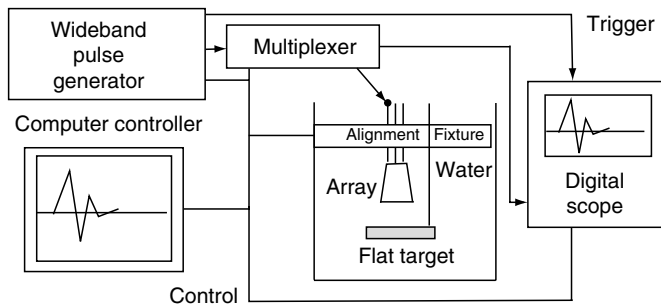 Wideband
pulse
generator
Multiplexer
Trigger
Computer controller
Alignment
Fixture
Water
Array
Digital
scope
Flat target
Control